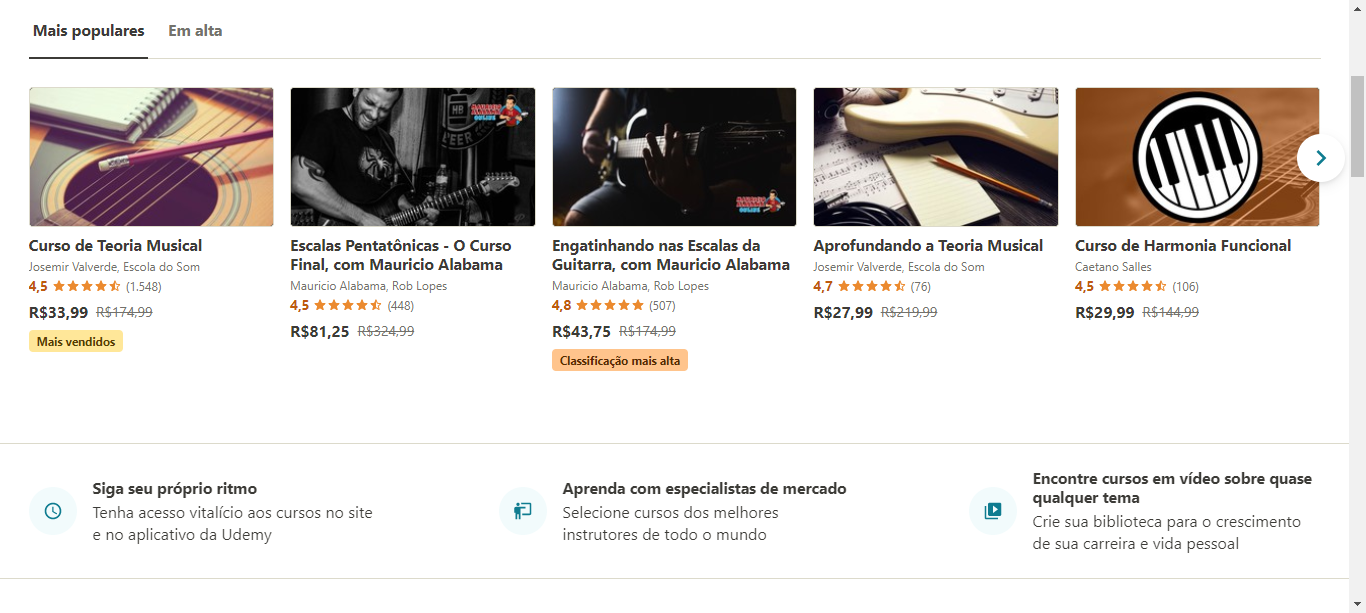 Mais populares
Em alta
Curso de Teoria Musical
Josemir Valverde, Escola do Som
4,5 (1.548)
R$33,99 R$174,99
Mais vendidos
HB
BEER
Escalas Pentatônicas - O Curso
Final, com Mauricio Alabama
Mauricio Alabama, Rob Lopes
4,5 (448)
R$81,25 R$324,99
Engatinhando nas Escalas da
Guitarra, com Mauricio Alabama
Mauricio Alabama, Rob Lopes
4,8 (507)
R$43,75 R$174,99
Classificação mais alta
Aprofundando a Teoria Musical
Josemir Valverde, Escola do Som
4,7 (76)
R$27,99 R$219,99
Curso de Harmonia Funcional
Caetano Salles
4,5 (106)
R$29,99 R$144,99
Siga seu próprio ritmo
Tenha acesso vitalício aos cursos no site
e no aplicativo da Udemy
Aprenda com especialistas de mercado
Selecione cursos dos melhores
instrutores de todo o mundo
Encontre cursos em vídeo sobre quase
qualquer tema
Crie sua biblioteca para o crescimento
de sua carreira e vida pessoal